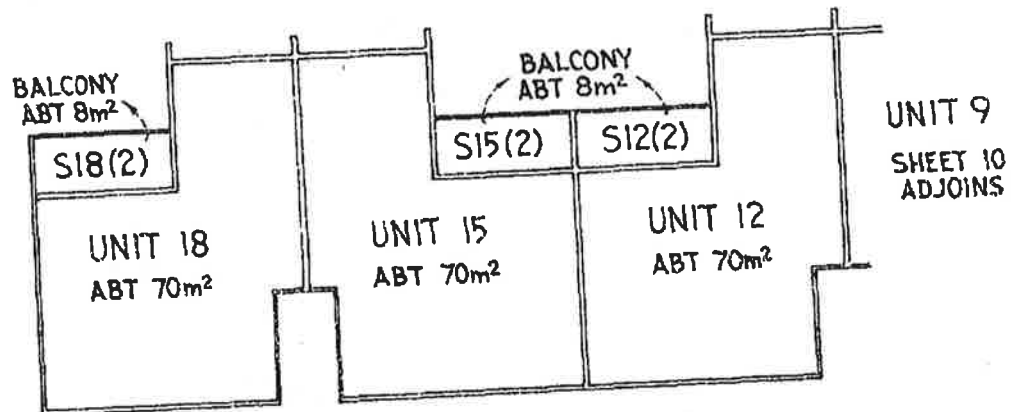 BALCONY
ABT 8m²
S18(2)
BALCONY
ABT 8m²
S15(2)
S12(2)
UNIT 9
SHEET 10
ADJOINS
UNIT 18
ABT 70m²
UNIT 15
ABT 70m²
UNIT 12
ABT 70m²